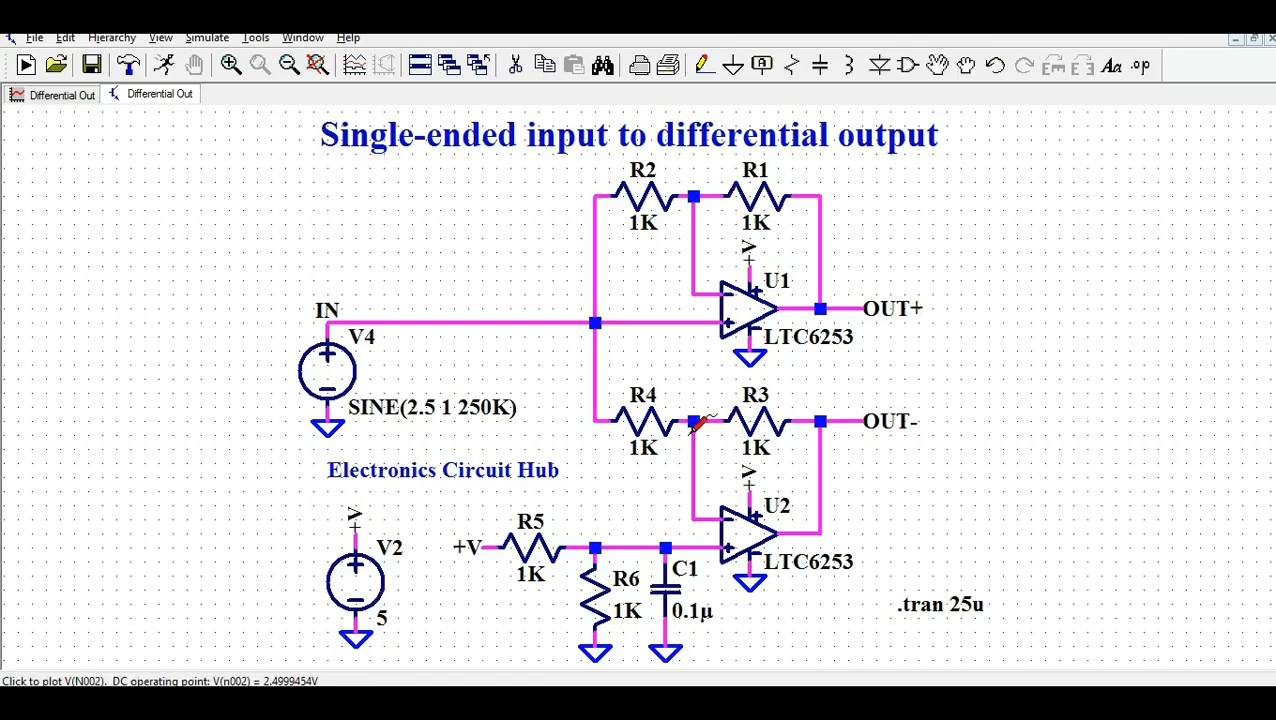 File Edit Hierarchy View Simulate Tools Window Help
Aa .op
Differential Out Differential Out
Single-ended input to differential output
R2 R1
1K 1K
+V
U1
IN
OUT+
V4
LTC6253
R4 R3
SINE(2.5 1 250K)
OUT-
1K 1K
Electronics Circuit Hub
+V
U2
+V
R5
V2
+V
LTC6253
1K
R6
C1
1K
0.1µ
.tran 25u
5
Click to plot V(N002). DC operating point: V(n002) = 2.4999454V